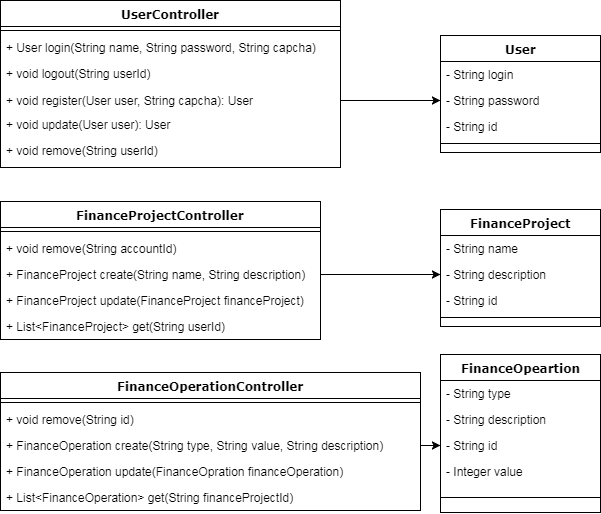 UserController
+ User login(String name, String password, String capcha)
+ void logout(String userId)
+ void register(User user, String capcha): User
+ void update(User user): User
+ void remove(String userId)
User
- String login
- String password
- String id
FinanceProjectController
+ void remove(String accountId)
+ FinanceProject create(String name, String description)
+ FinanceProject update(FinanceProject financeProject)
+ List<FinanceProject> get(String userId)
FinanceProject
- String name
- String description
- String id
FinanceOperationController
+ void remove(String id)
+ FinanceOperation create(String type, String value, String description)
+ FinanceOperation update(FinanceOpration financeOperation)
+ List<FinanceOperation> get(String financeProjectId)
FinanceOpeartion
- String type
- String description
- String id
- Integer value